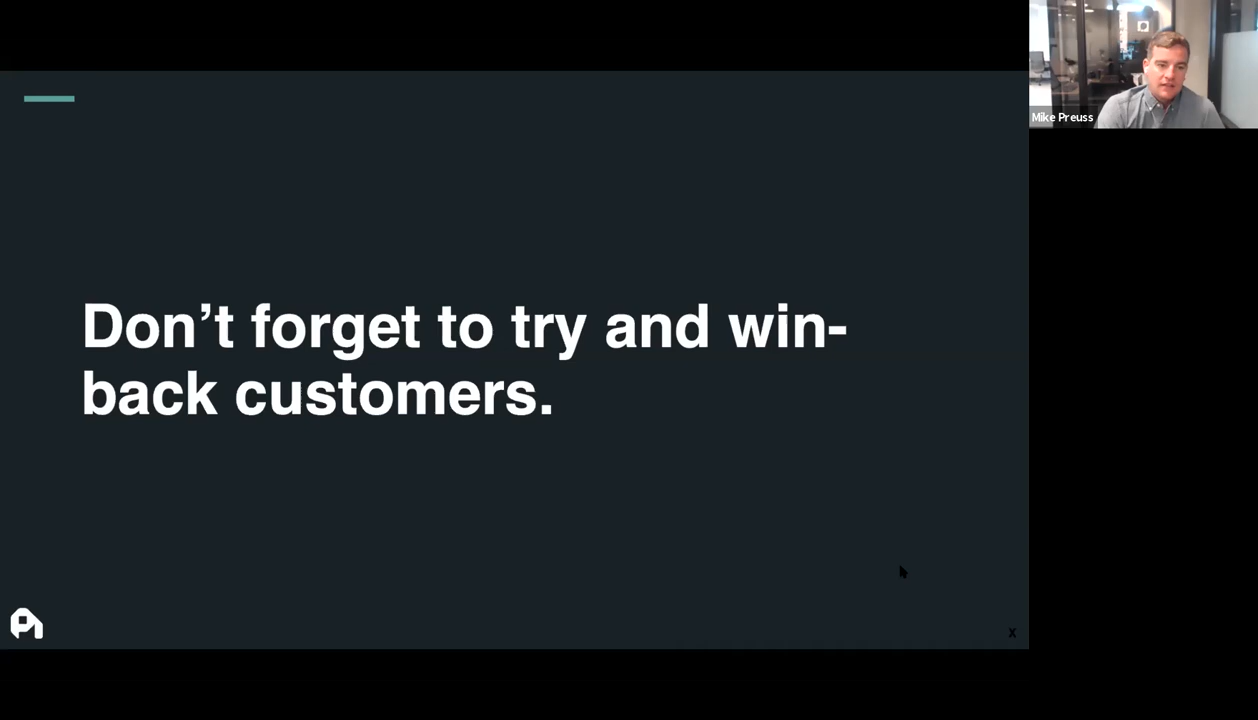 Mike Preuss
Don’t forget to try and win-
back customers.
x